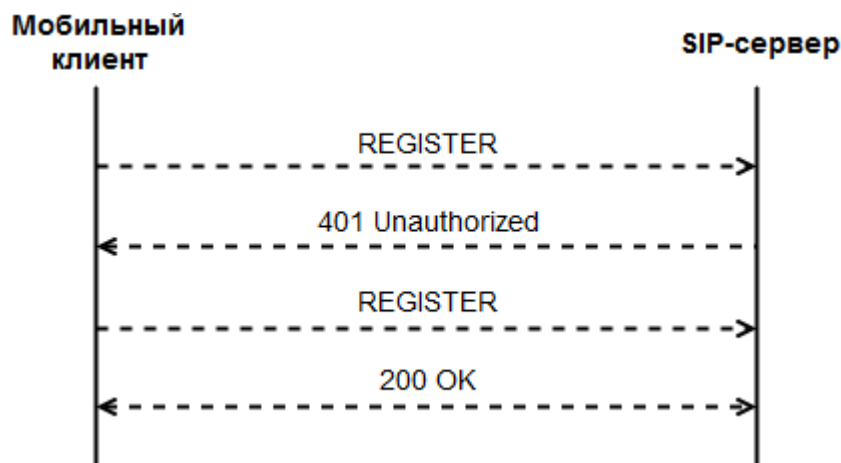 Мобильный
клиент
SIP-сервер
REGISTER
401 Unauthorized
REGISTER
200 OK